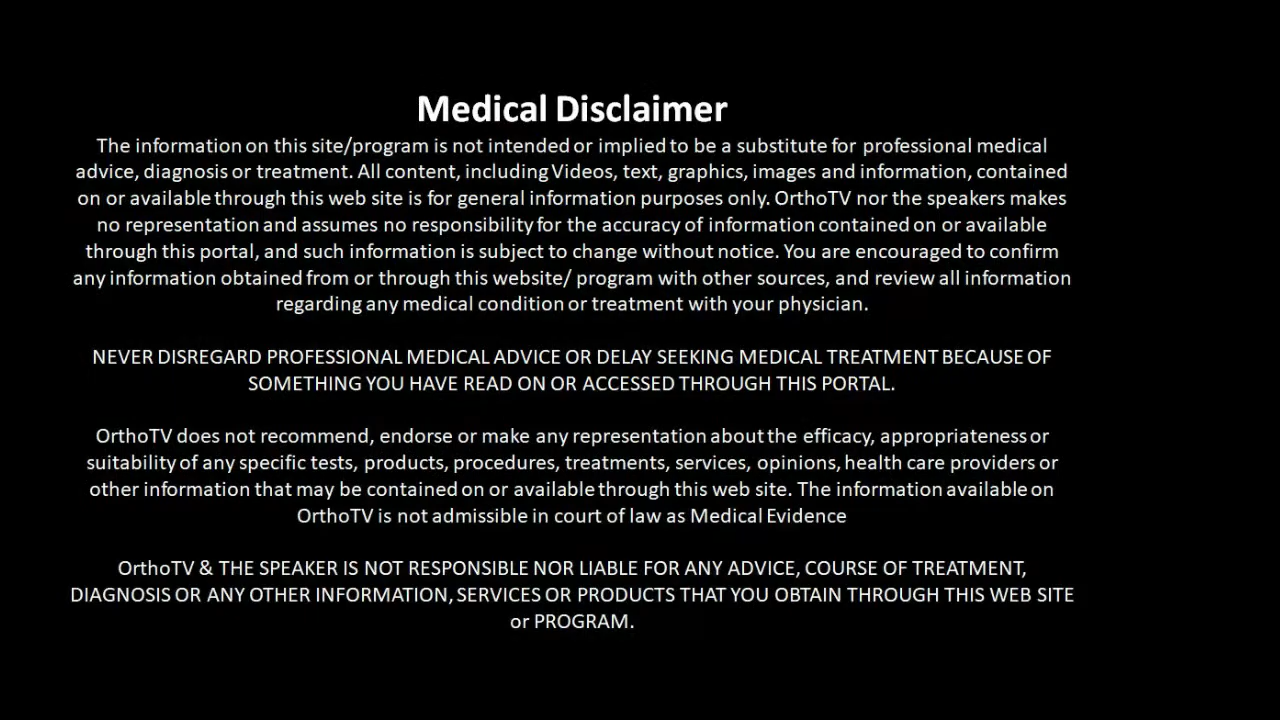 Medical Disclaimer
The information on this site/program is not intended or implied to be a substitute for professional medical
advice, diagnosis or treatment. All content, including Videos, text, graphics, images and information, contained
on or available through this web site is for general information purposes only. OrthoTV nor the speakers makes
no representation and assumes no responsibility for the accuracy of information contained on or available
through this portal, and such information is subject to change without notice. You are encouraged to confirm
any information obtained from or through this website/ program with other sources, and review all information
regarding any medical condition or treatment with your physician.
NEVER DISREGARD PROFESSIONAL MEDICAL ADVICE OR DELAY SEEKING MEDICAL TREATMENT BECAUSE OF
SOMETHING YOU HAVE READ ON OR ACCESSED THROUGH THIS PORTAL.
OrthoTV does not recommend, endorse or make any representation about the efficacy, appropriateness or
suitability of any specific tests, products, procedures, treatments, services, opinions, health care providers or
other information that may be contained on or available through this web site. The information available on
OrthoTV is not admissible in court of law as Medical Evidence
OrthoTV & THE SPEAKER IS NOT RESPONSIBLE NOR LIABLE FOR ANY ADVICE, COURSE OF TREATMENT,
DIAGNOSIS OR ANY OTHER INFORMATION, SERVICES OR PRODUCTS THAT YOU OBTAIN THROUGH THIS WEB SITE
or PROGRAM.